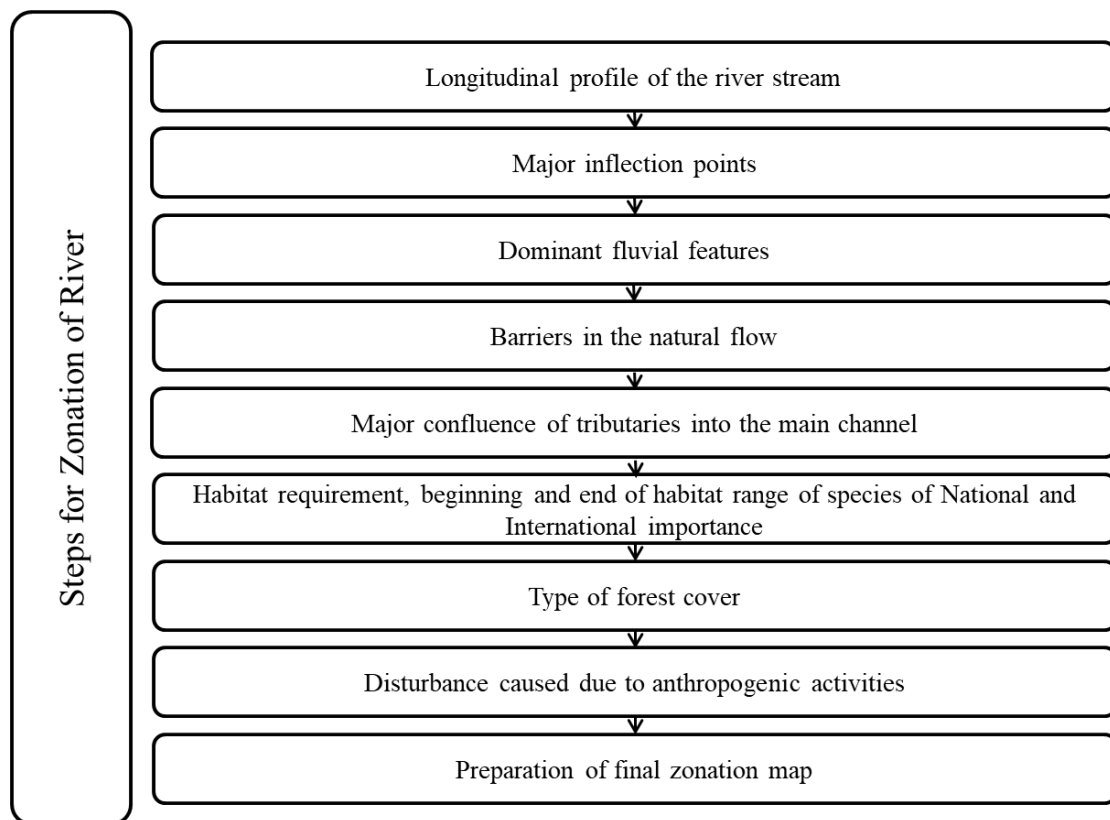 Steps for Zonation of River
Longitudinal profile of the river stream
Major inflection points
Dominant fluvial features
Barriers in the natural flow
Major confluence of tributaries into the main channel
Habitat requirement, beginning and end of habitat range of species of National and
International importance
Type of forest cover
Disturbance caused due to anthropogenic activities
Preparation of final zonation map